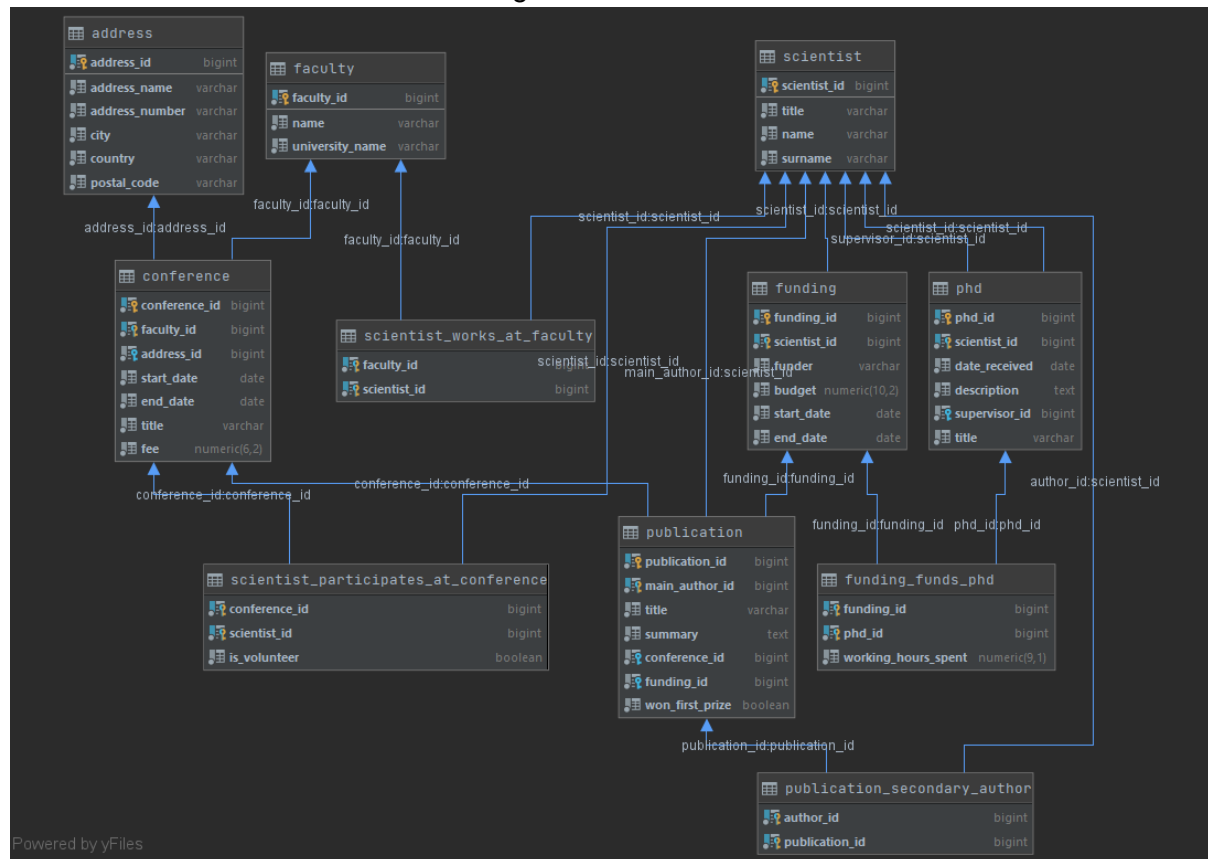 address
address_id bigint
address_name varchar
address_number varchar
city varchar
country varchar
postal_code varchar
faculty
faculty_id bigint
name varchar
university_name varchar
scientist
scientist_id bigint
title varchar
name varchar
surname varchar
address_id:address_id
faculty_id:faculty_id
faculty_id:faculty_id
scientist_id:scientist_id
scientist_id:scientist_id
scientist_id:scientist_id
supervisor_id:scientist_id
conference
conference_id bigint
faculty_id bigint
address_id bigint
start_date date
end_date date
title varchar
fee numeric(6,2)
scientist_works_at_faculty
faculty_id bigint
scientist_id bigint
scientist_id:scientist_id
main_author_id:scientist_id
funding
funding_id bigint
scientist_id bigint
funder varchar
budget numeric(10,2)
start_date date
end_date date
phd
phd_id bigint
scientist_id bigint
date_received date
description text
supervisor_id bigint
title varchar
conference_id:conference_id
conference_id:conference_id
funding_id:funding_id
author_id:scientist_id
funding_id:funding_id
phd_id:phd_id
scientist_participates_at_conference
conference_id bigint
scientist_id bigint
is_volunteer boolean
publication
publication_id bigint
main_author_id bigint
title varchar
summary text
conference_id bigint
funding_id bigint
won_first_prize boolean
funding_funds_phd
funding_id bigint
phd_id bigint
working_hours_spent numeric(9,1)
publication_id:publication_id
publication_secondary_author
author_id bigint
publication_id bigint
Powered by yFiles